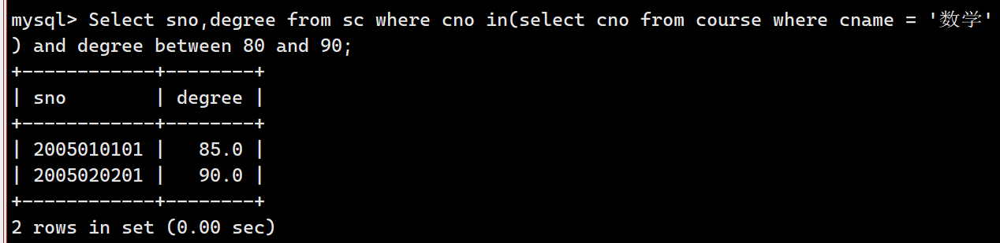 mysql> Select sno,degree from sc where cno in(select cno from course where cname = '数学'
) and degree between 80 and 90;
+------------+--------+
| sno        | degree |
+------------+--------+
| 2005010101 |   85.0 |
| 2005020201 |   90.0 |
+------------+--------+
2 rows in set (0.00 sec)